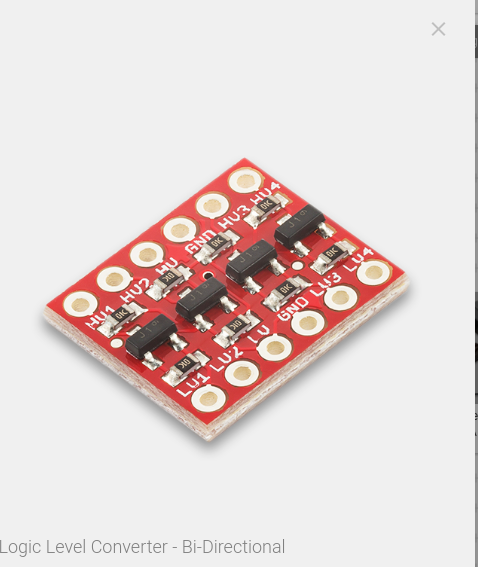 HV1 HV2 HV GND HV3 HV4
LV1 LV2 LV GND LV3 LV4
Logic Level Converter - Bi-Directional